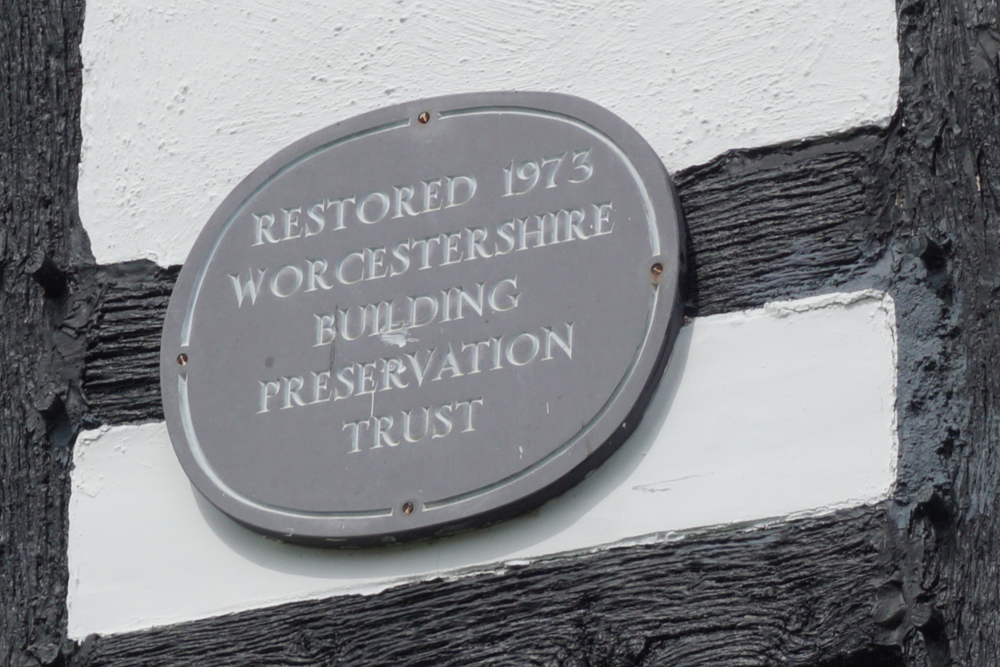 RESTORED 1973
WORCESTERSHIRE
BUILDING
PRESERVATION
TRUST